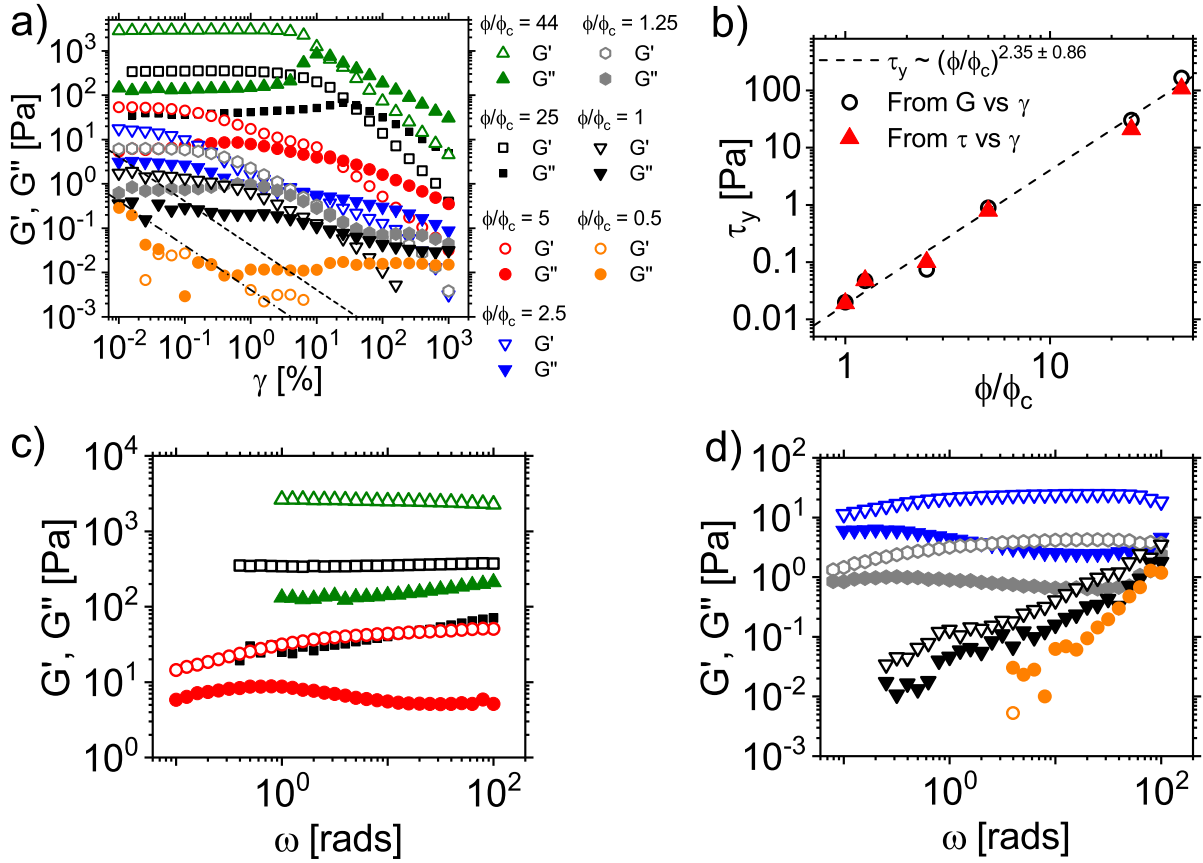 a)
10³
10²
10¹
10⁰
10⁻¹
10⁻²
10⁻³
G', G'' [Pa]
10⁻² 10⁻¹ 10⁰ 10¹ 10² 10³
γ [%]
ϕ/ϕc = 44
G'
G''
ϕ/ϕc = 25
G'
G''
ϕ/ϕc = 5
G'
G''
ϕ/ϕc = 2.5
G'
G''
ϕ/ϕc = 1.25
G'
G''
ϕ/ϕc = 1
G'
G''
ϕ/ϕc = 0.5
G'
G''
b)
τy ~ (ϕ/ϕc)^2.35 ± 0.86
From G vs γ
From τ vs γ
100
10
1
0.1
0.01
τy [Pa]
1 10
ϕ/ϕc
c)
10⁴
10³
10²
10¹
10⁰
G', G'' [Pa]
10⁰ 10²
ω [rads]
d)
10²
10¹
10⁰
10⁻¹
10⁻²
10⁻³
G', G'' [Pa]
10⁰ 10²
ω [rads]